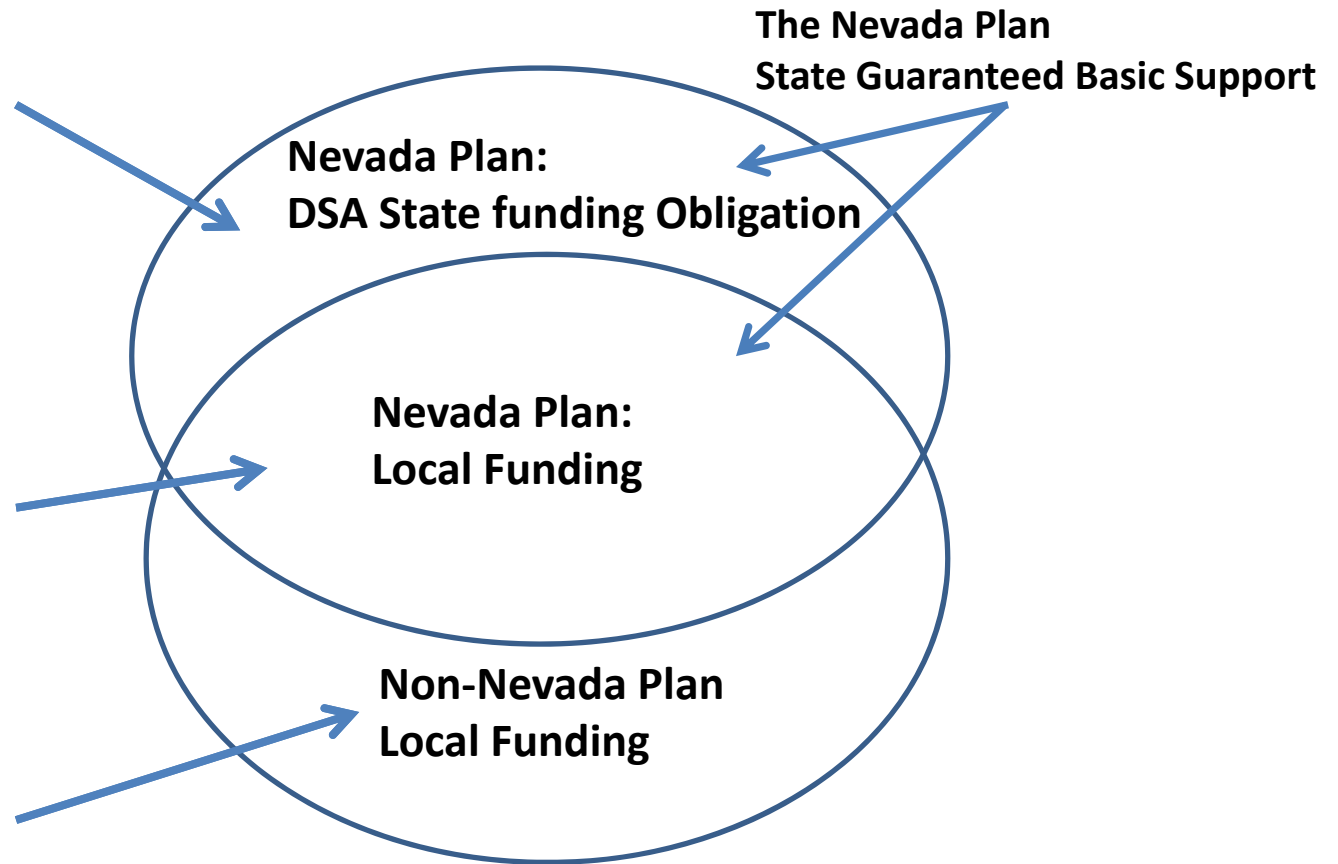 The Nevada Plan
State Guaranteed Basic Support
Nevada Plan:
DSA State funding Obligation
Nevada Plan:
Local Funding
Non-Nevada Plan
Local Funding